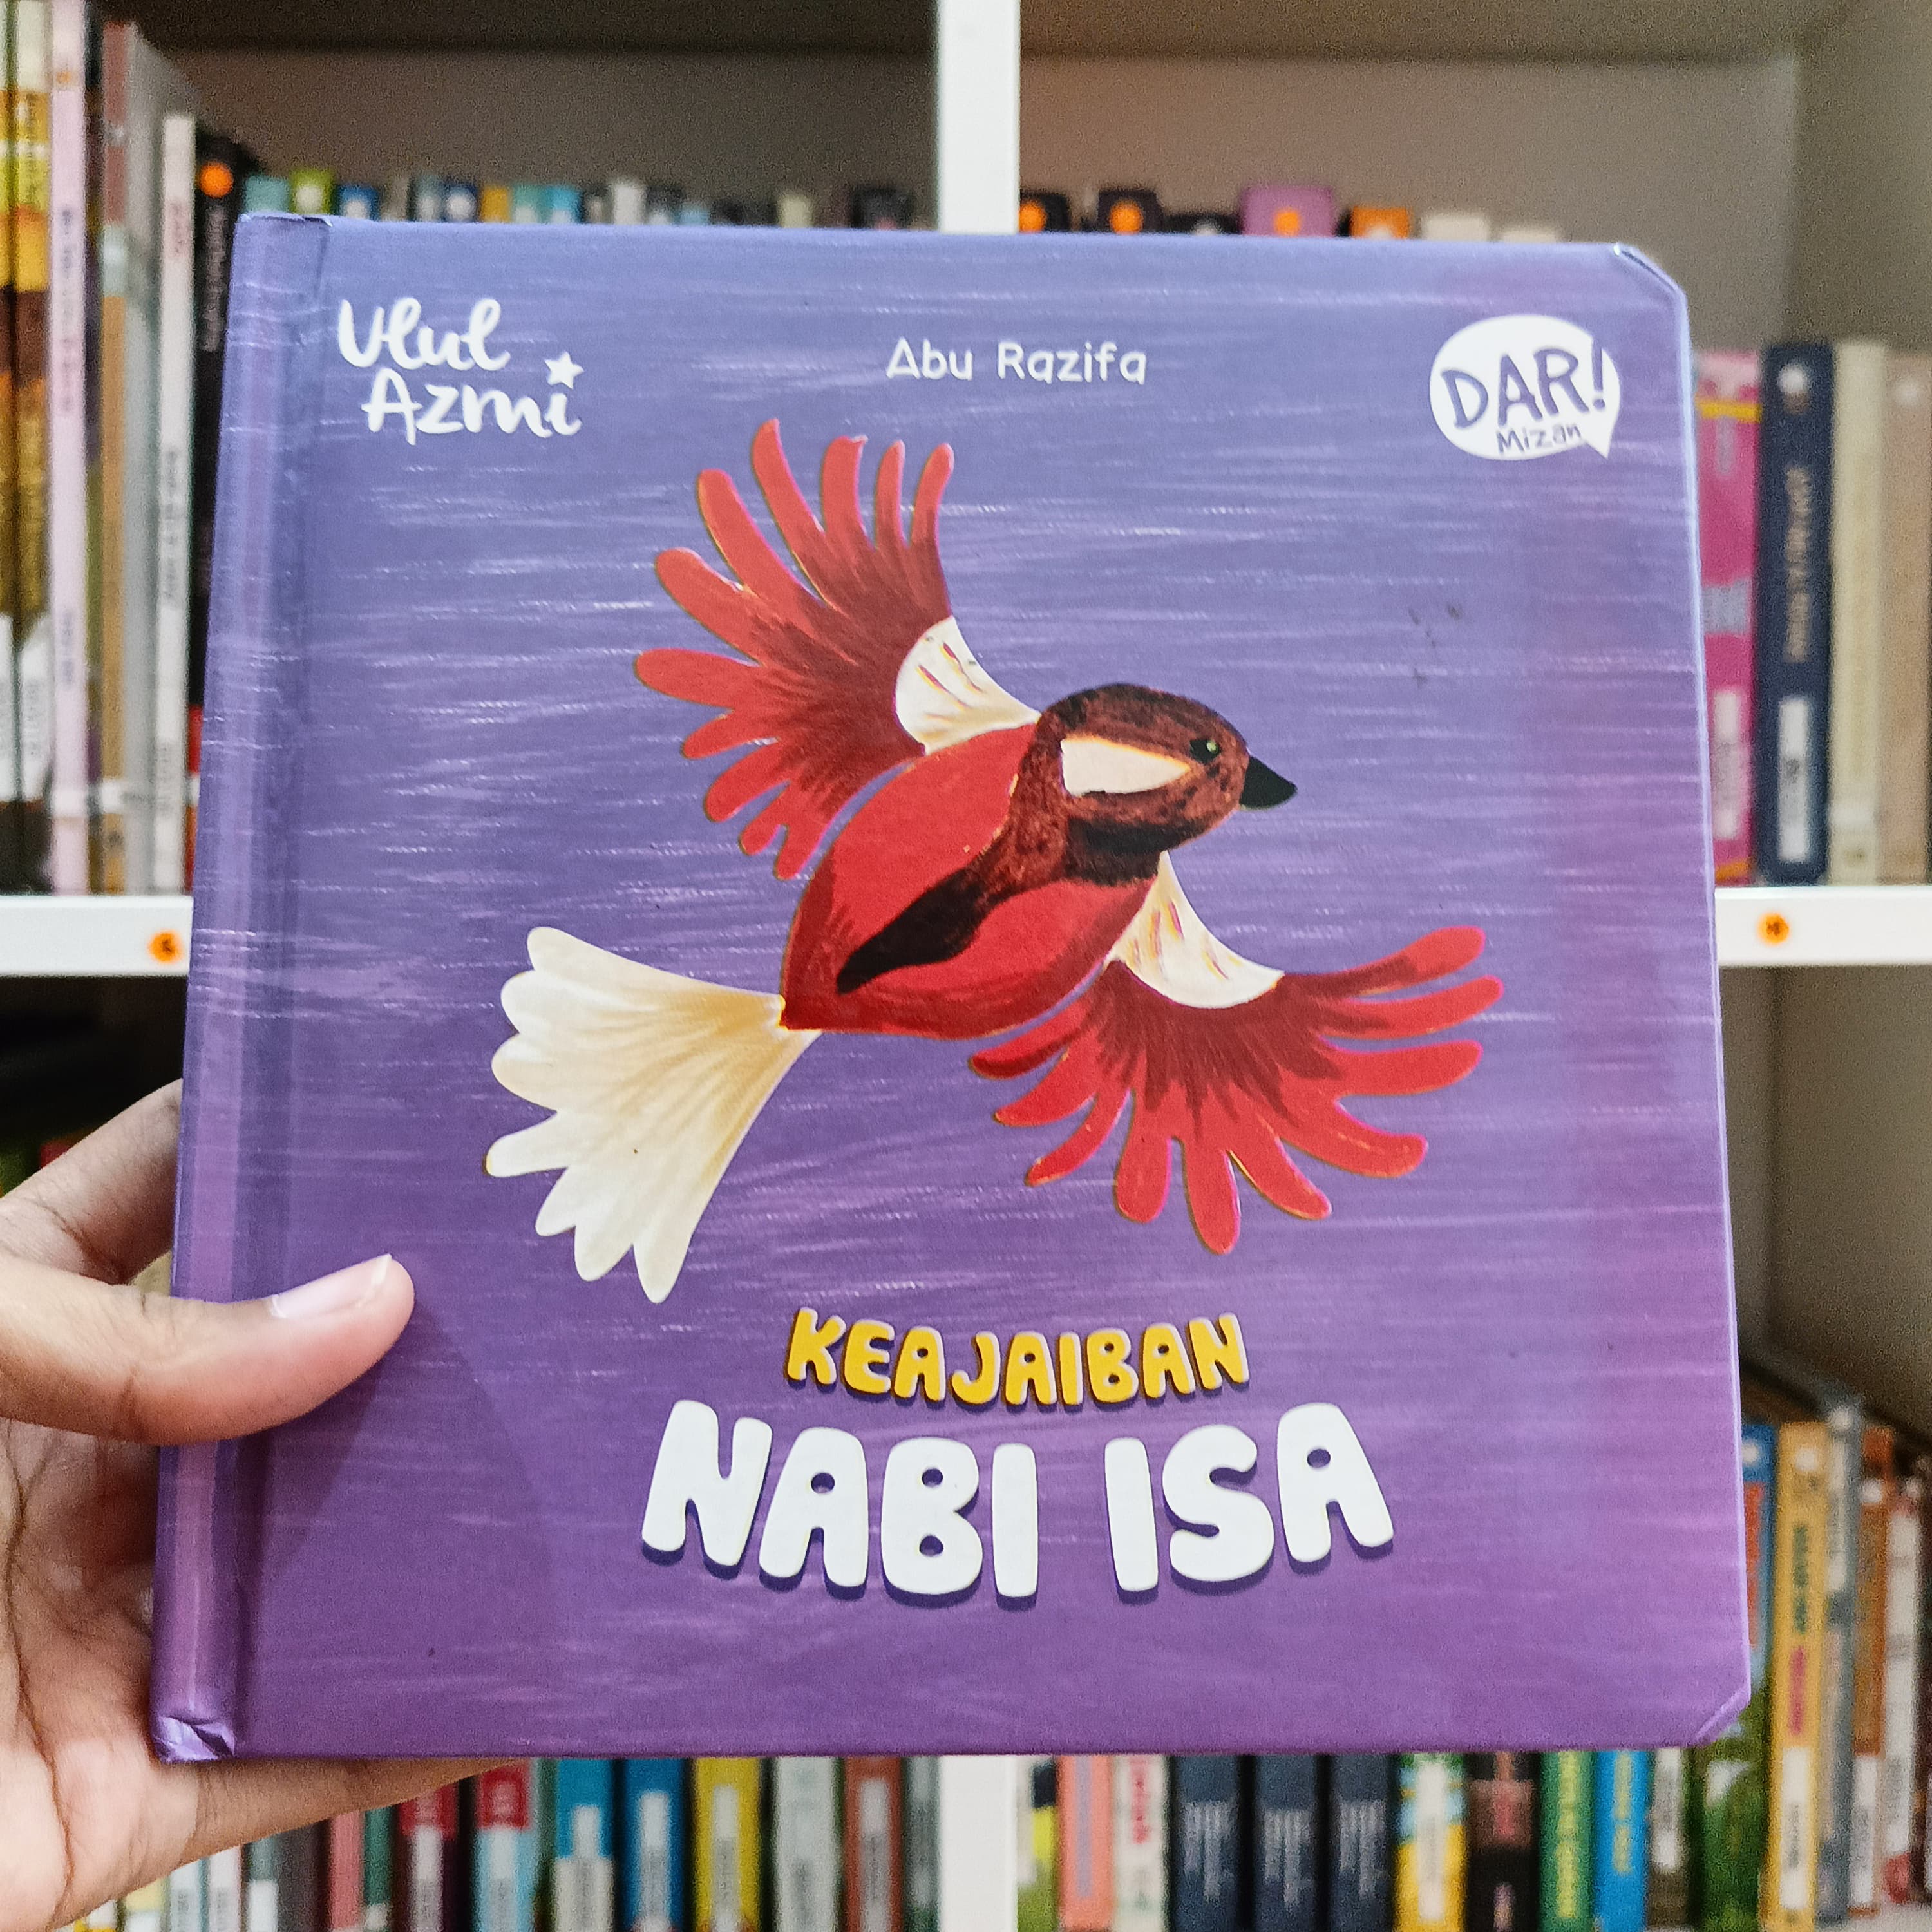 Ulul
Azmi
Abu Razifa
DAR!
Mizan
KEAJAIBAN
NABI ISA